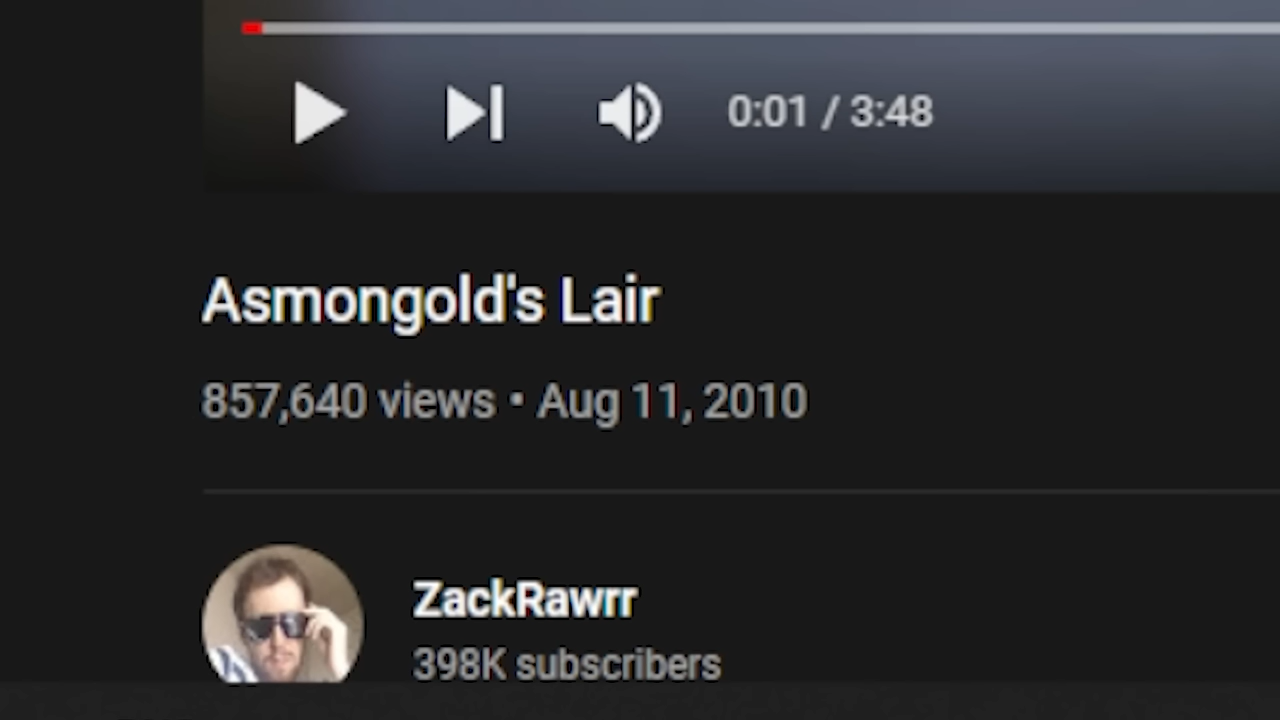 0:01 / 3:48
Asmongold's Lair
857,640 views • Aug 11, 2010
ZackRawrr
398K subscribers